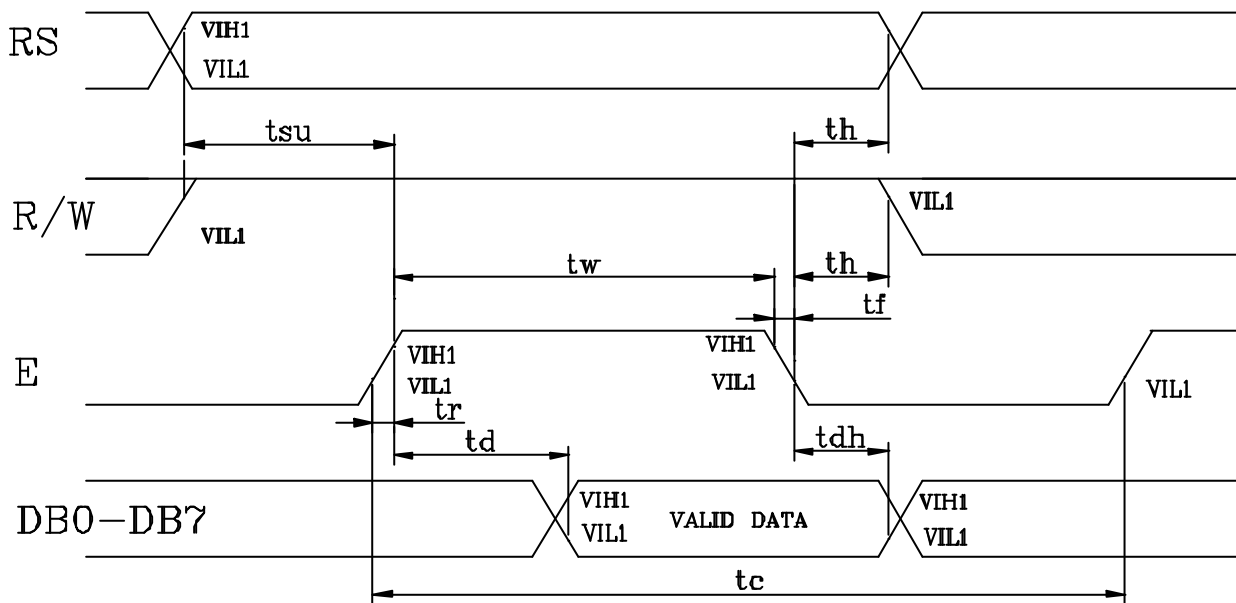 RS
VIH1
VIL1
tsu
th
R/W
VIL1
VIL1
tw
th
tf
E
VIH1
VIL1
VIH1
VIL1
VIL1
tr
td
tdh
DB0-DB7
VIH1
VIL1
VALID DATA
VIH1
VIL1
tc